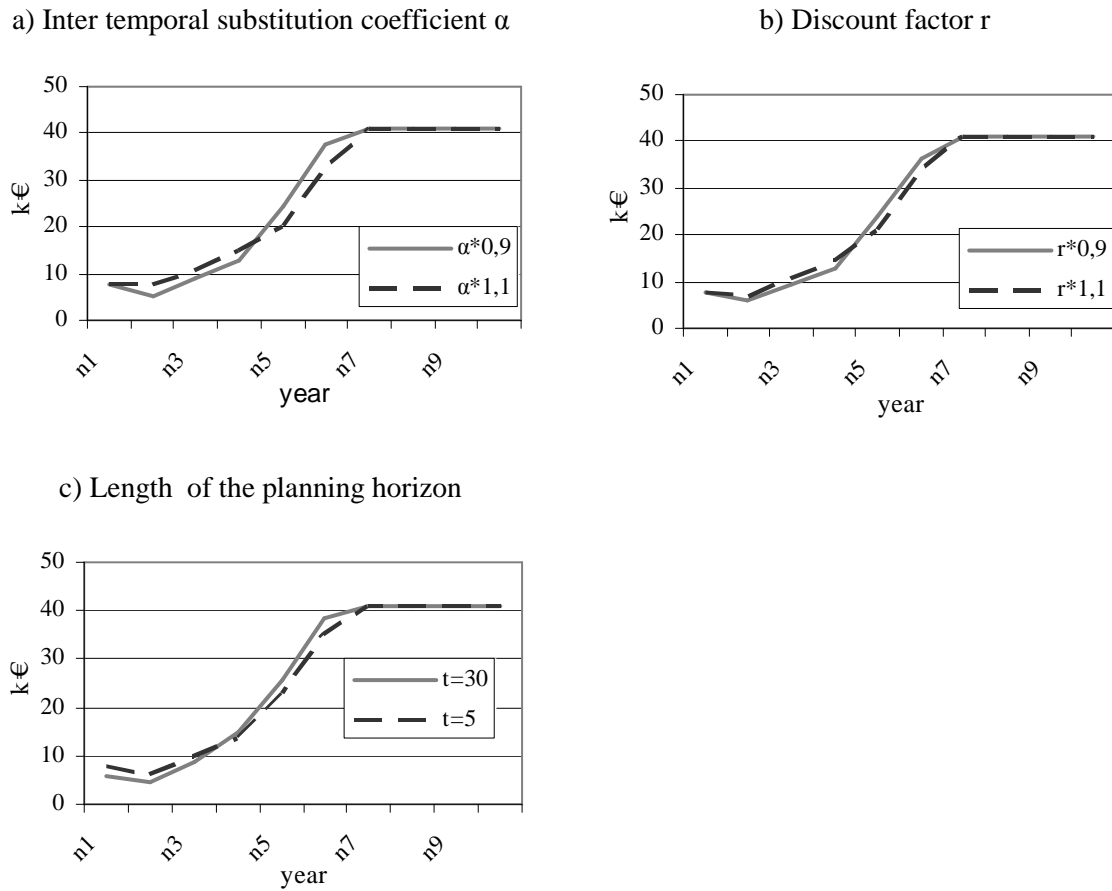 a) Inter temporal substitution coefficient α
50
40
30
20
10
0
k€
α*0,9
α*1,1
n1 n3 n5 n7 n9
year
b) Discount factor r
50
40
30
20
10
0
k€
r*0,9
r*1,1
n1 n3 n5 n7 n9
year
c) Length of the planning horizon
50
40
30
20
10
0
k€
t=30
t=5
n1 n3 n5 n7 n9
year